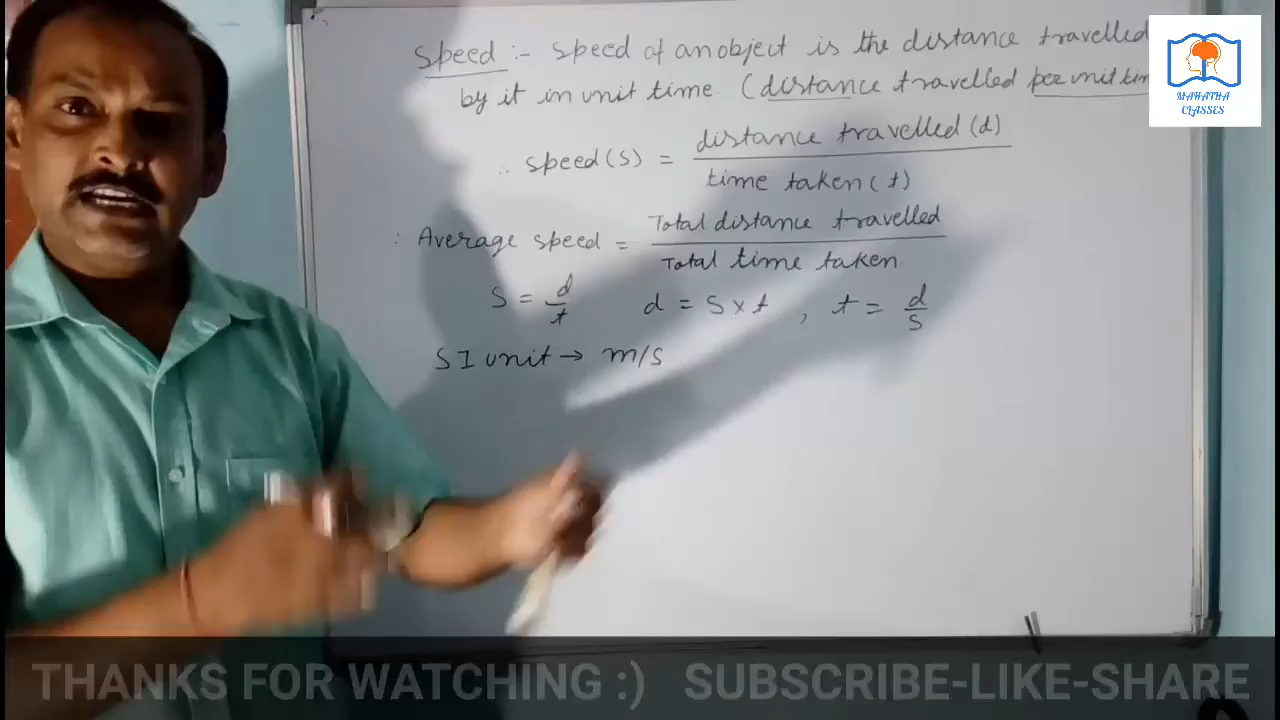 Speed :- speed of an object is the distance travelled
by it in unit time. (distance travelled per unit
∴ speed(s) = distance travelled (d) / time taken (t)
: Average speed = Total distance travelled / Total time taken
s = d/t d = s x t , t = d/s
SI unit → m/s
MAHATHA
CLASSES
THANKS FOR WATCHING :) SUBSCRIBE-LIKE-SHARE